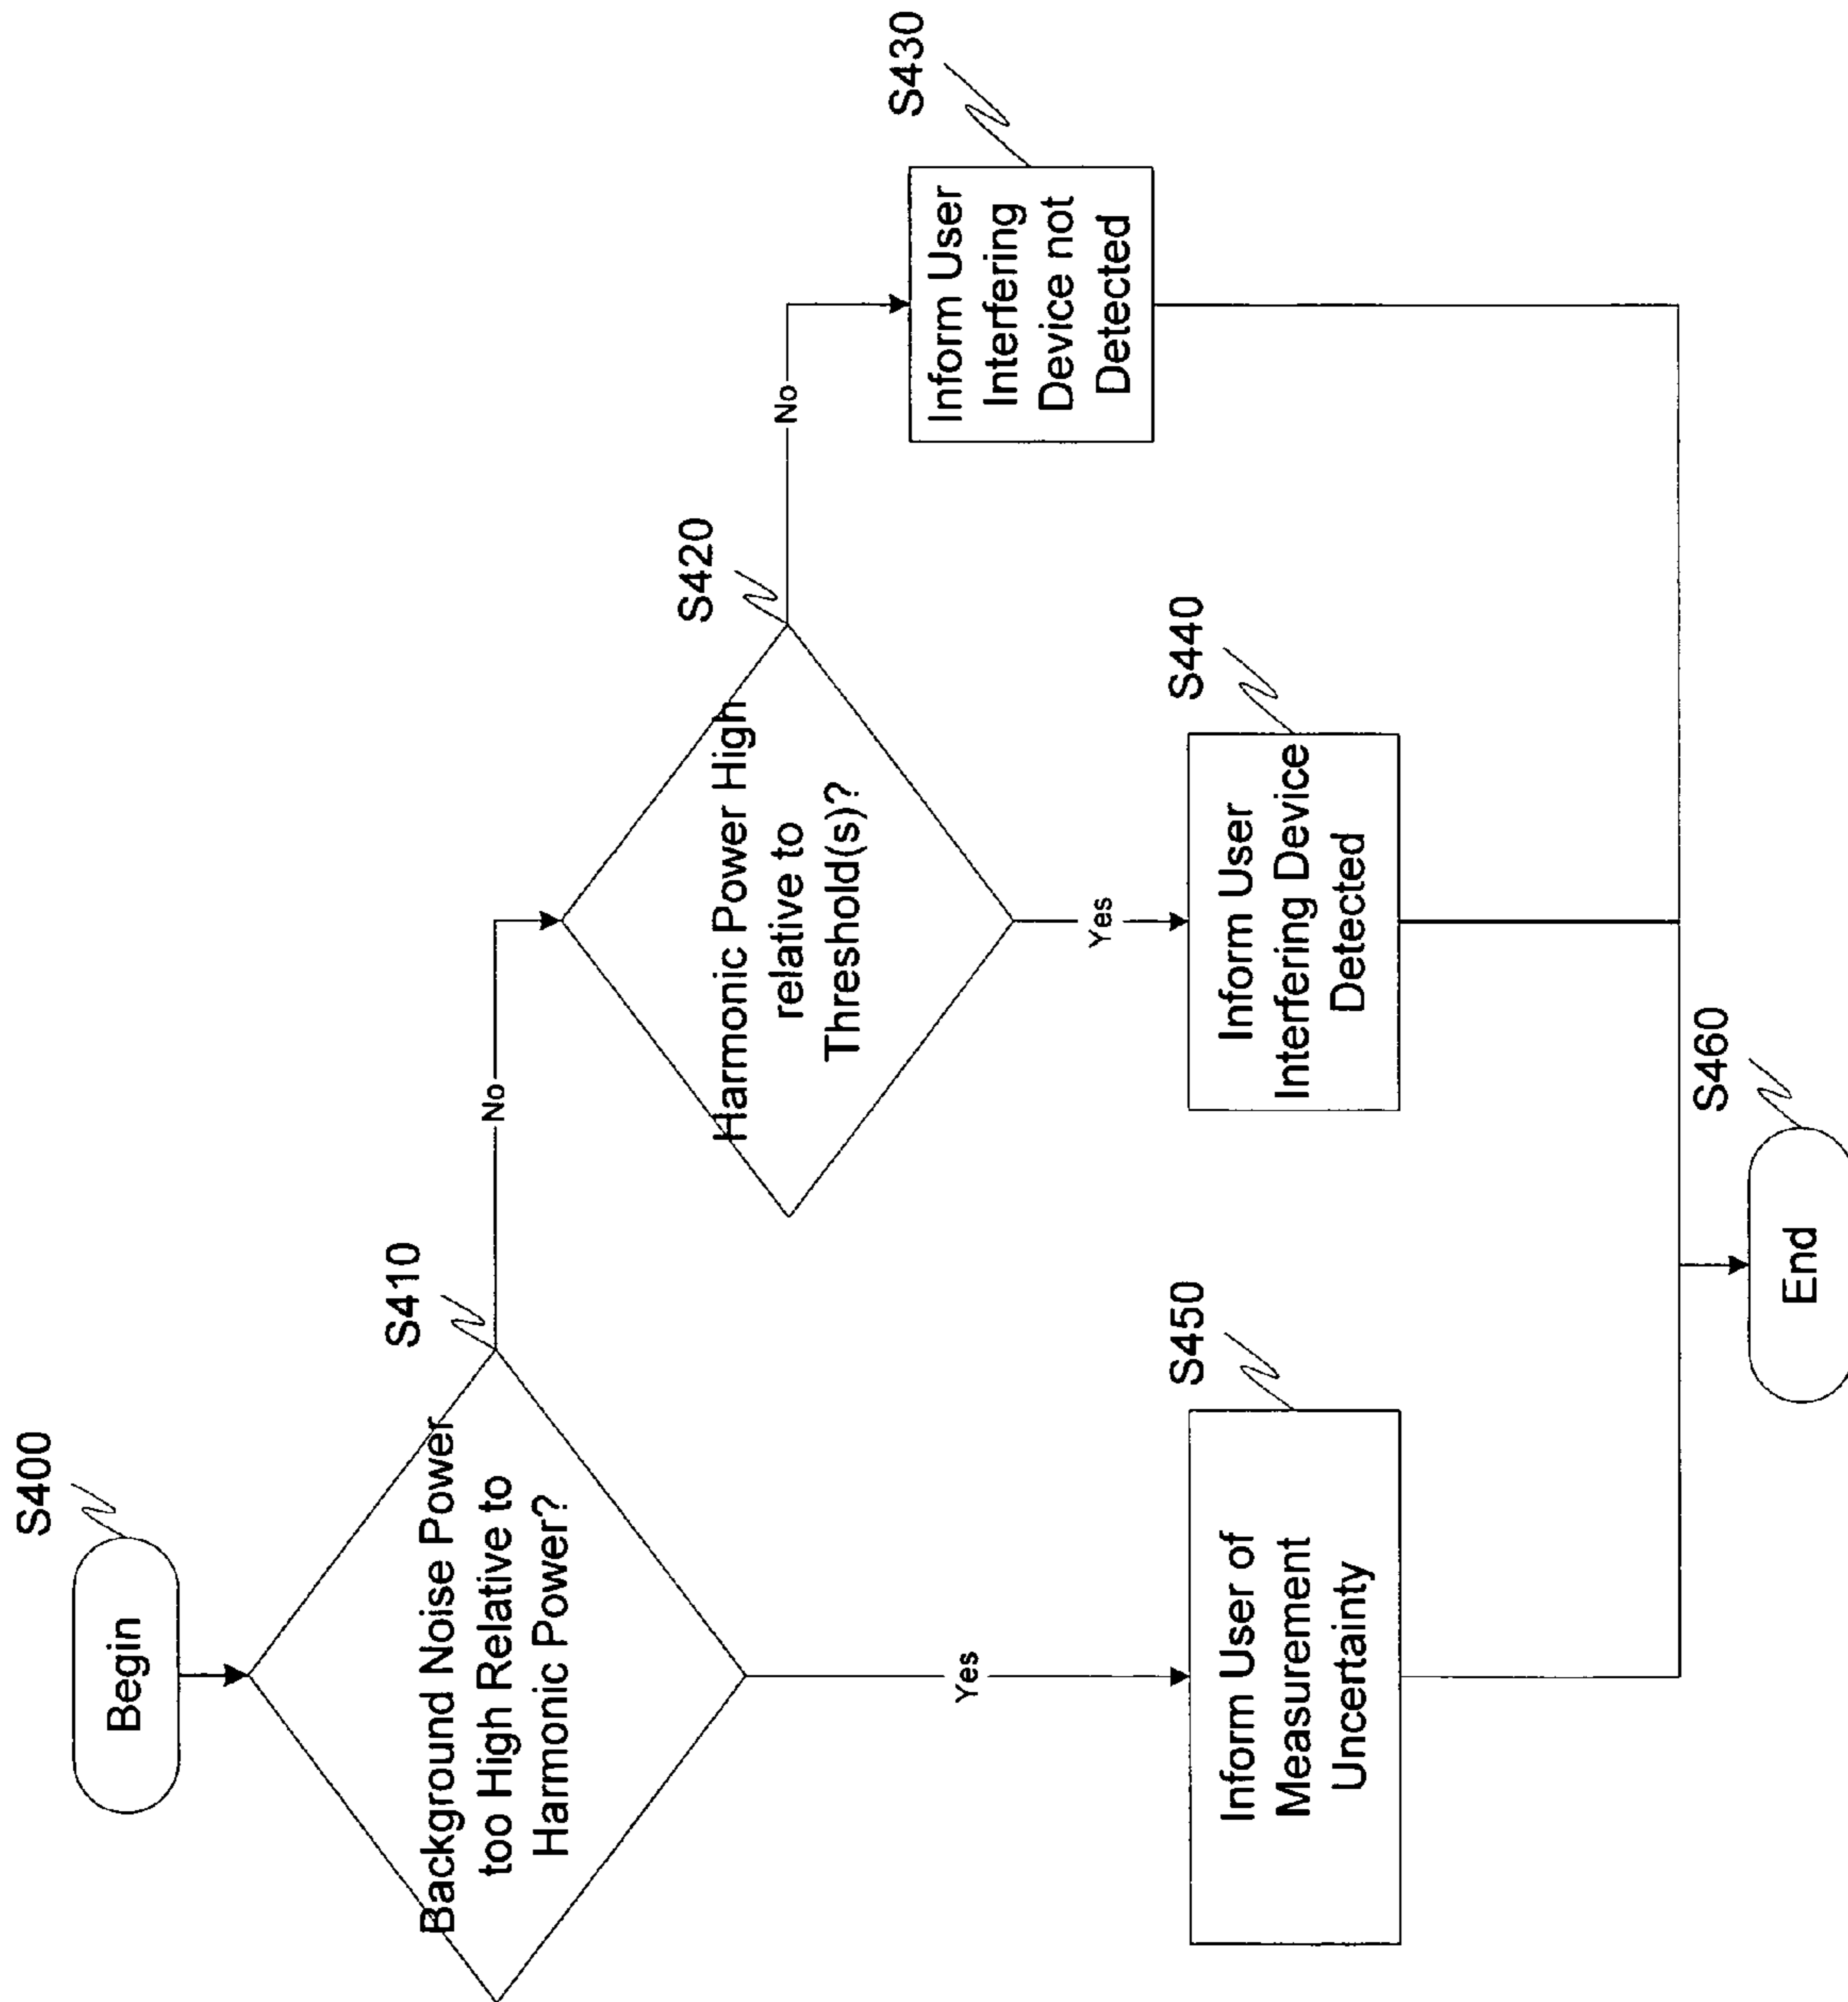 S400
Begin
S410
Background Noise Power
too High Relative to
Harmonic Power?
No
S420
Harmonic Power High
relative to
Threshold(s)?
No
S430
Inform User
Interfering
Device not
Detected
Yes
S440
Inform User
Interfering Device
Detected
Yes
S450
Inform User of
Measurement
Uncertainty
S460
End